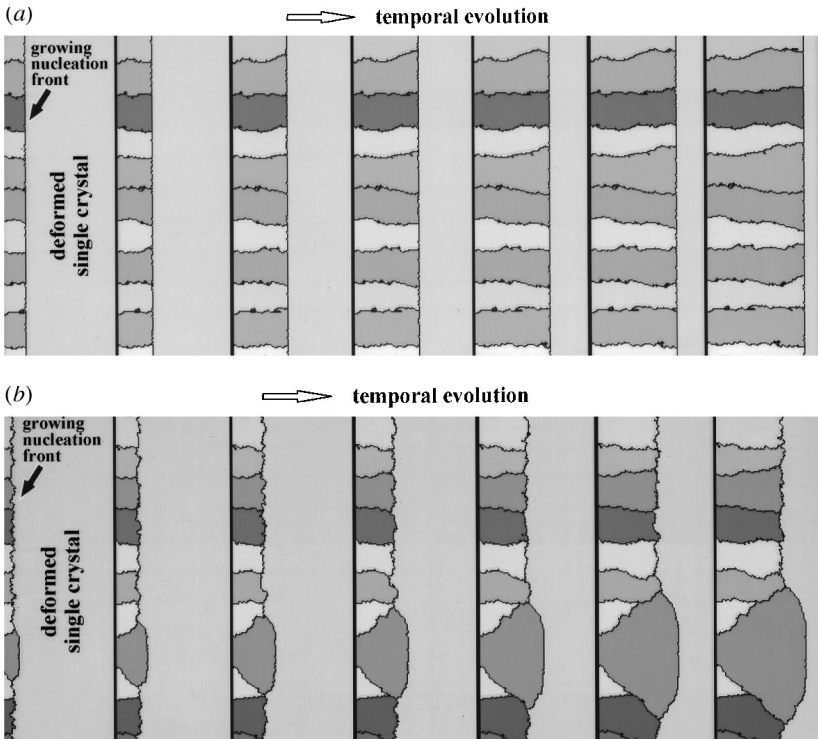 (a)
temporal evolution
growing
nucleation
front
deformed
single crystal
(b)
temporal evolution
growing
nucleation
front
deformed
single crystal